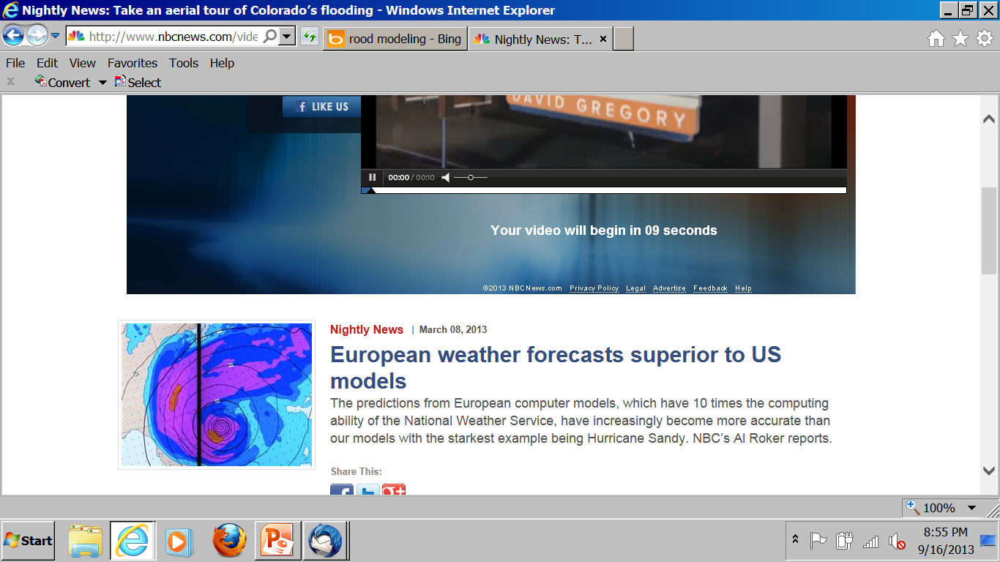 Nightly News: Take an aerial tour of Colorado's flooding - Windows Internet Explorer
http://www.nbcnews.com/vide
rood modeling - Bing
Nightly News: T...
File Edit View Favorites Tools Help
x Convert Select
LIKE US
DAVID GREGORY
00:00 / 00:10
Your video will begin in 09 seconds
©2013 NBCNews.com Privacy Policy Legal Advertise Feedback Help
Nightly News | March 08, 2013
European weather forecasts superior to US
models
The predictions from European computer models, which have 10 times the computing
ability of the National Weather Service, have increasingly become more accurate than
our models with the starkest example being Hurricane Sandy. NBC's Al Roker reports.
Share This:
100%
Start
8:55 PM
9/16/2013